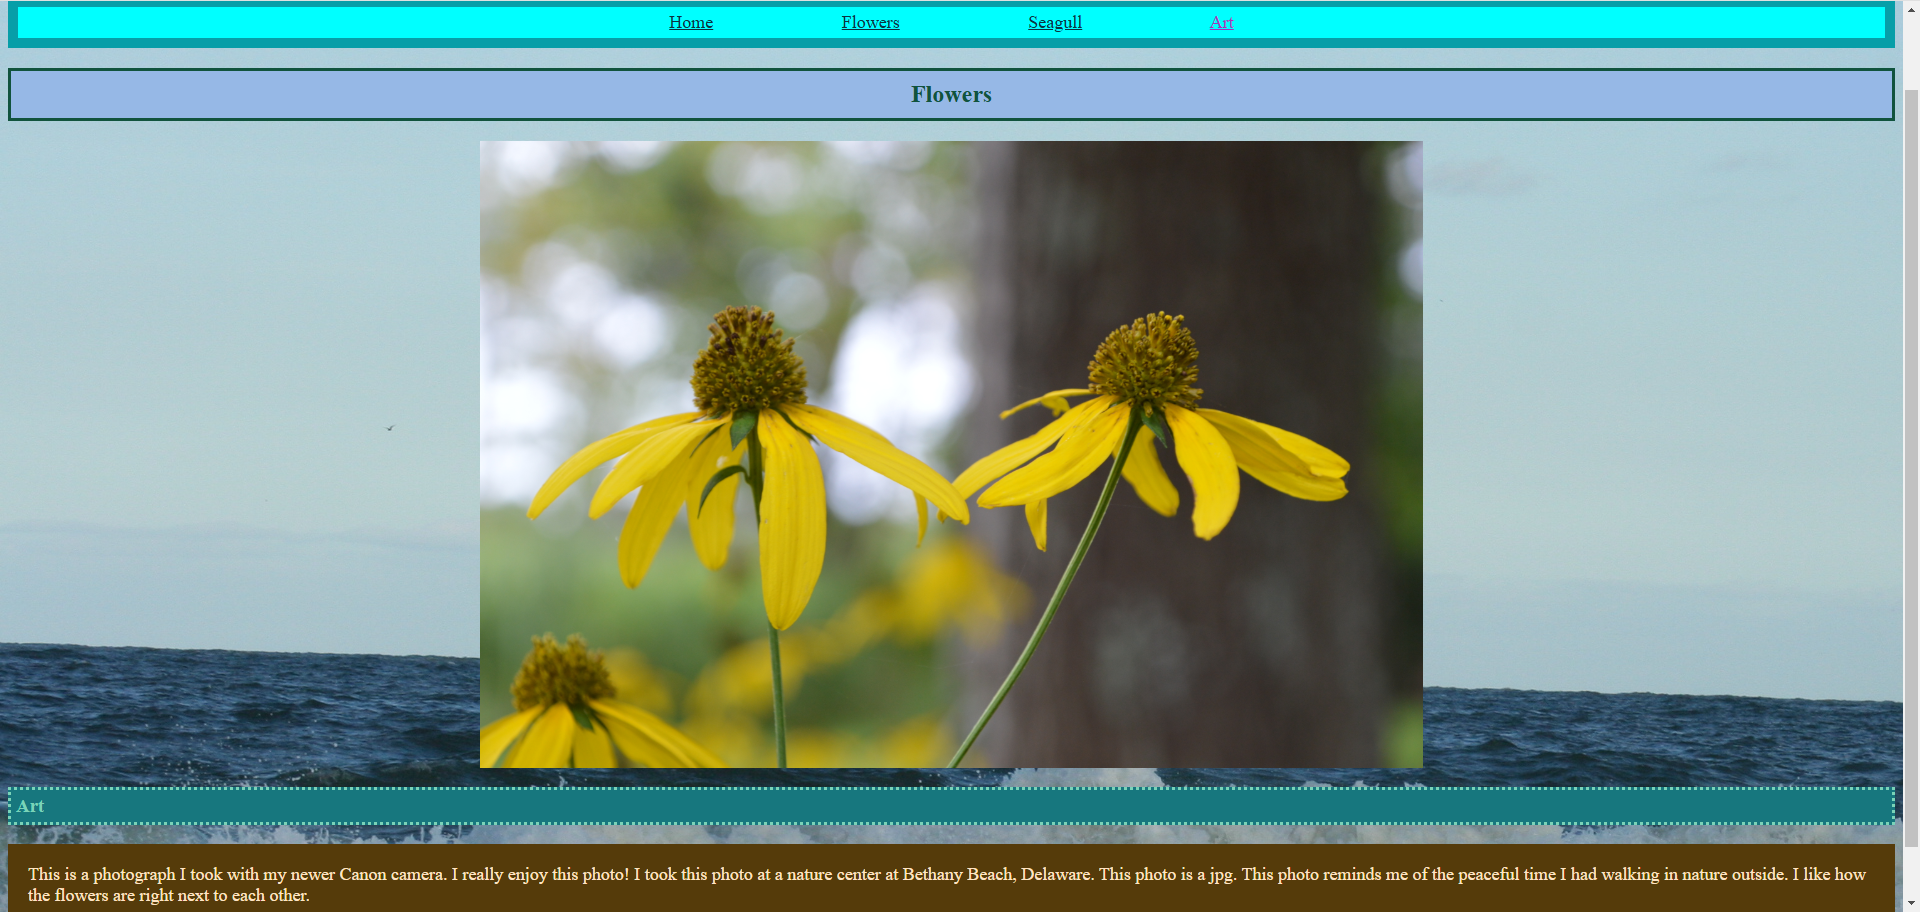 Home Flowers Seagull Art
Flowers
Art
This is a photograph I took with my newer Canon camera. I really enjoy this photo! I took this photo at a nature center at Bethany Beach, Delaware. This photo is a jpg. This photo reminds me of the peaceful time I had walking in nature outside. I like how
the flowers are right next to each other.